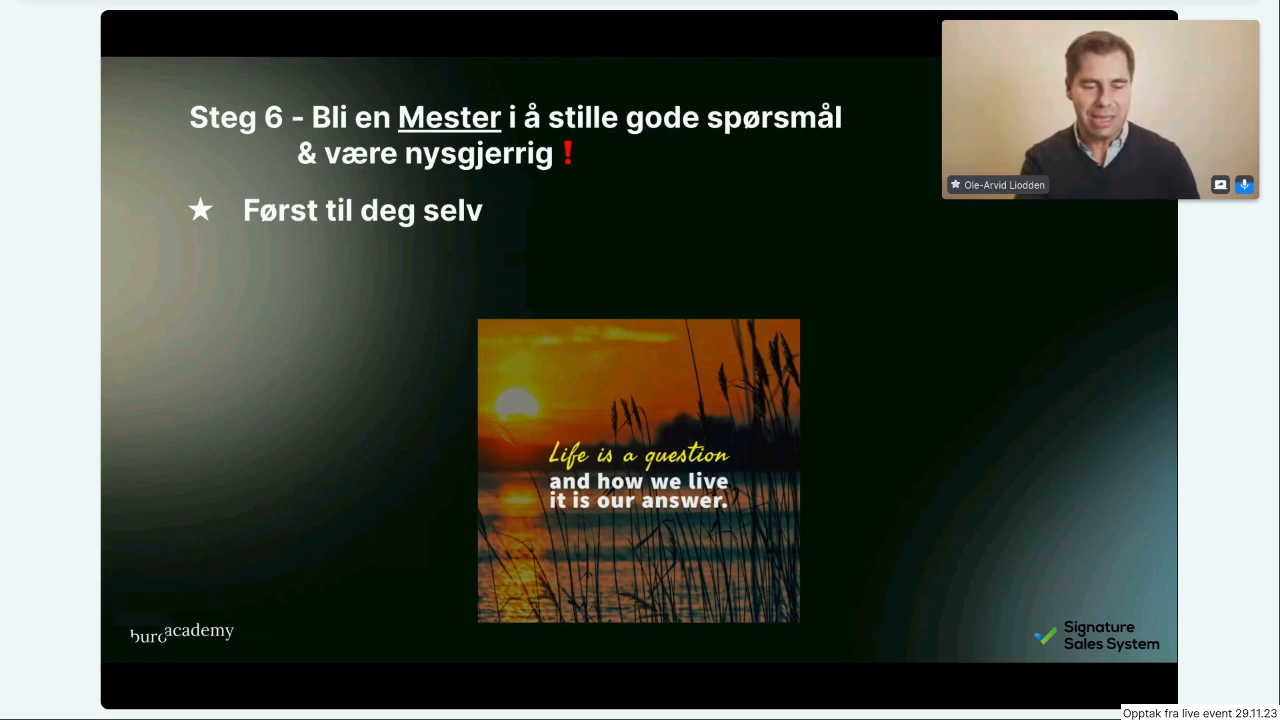 Steg 6 - Bli en Mester i å stille gode spørsmål
& være nysgjerrig❗
★ Først til deg selv
Ole-Arvid Liodden
Life is a question
and how we live
it is our answer.
buro academy
Signature
Sales System
Opptak fra live event 29.11.23